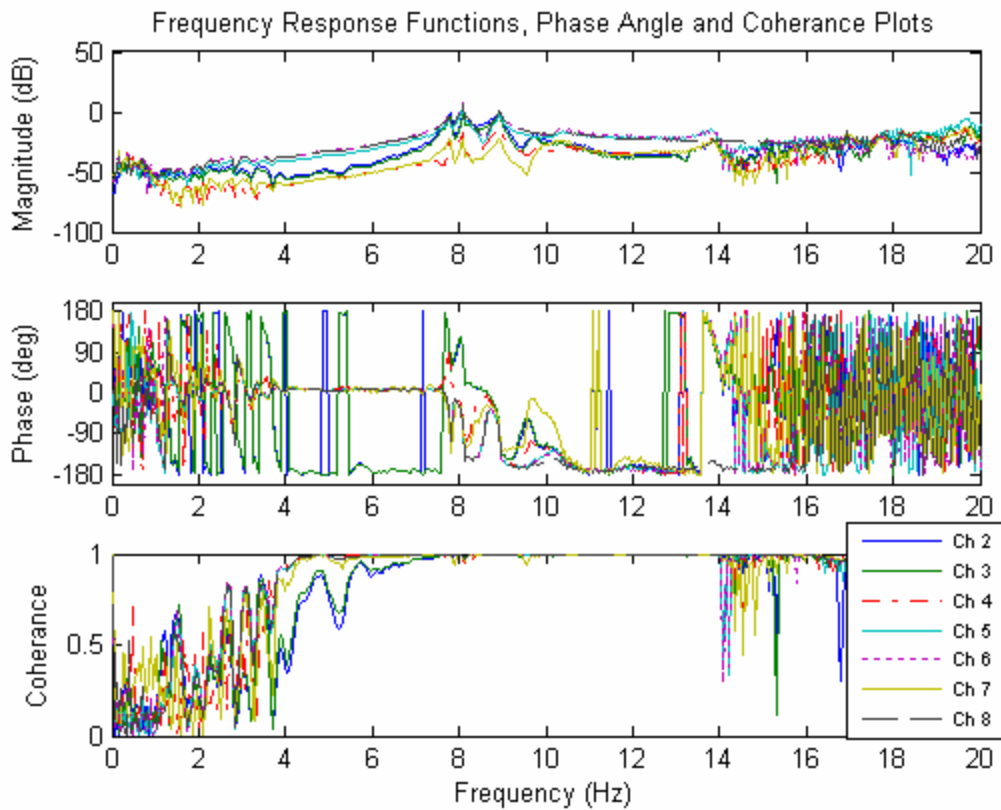 Frequency Response Functions, Phase Angle and Coherance Plots
Magnitude (dB)
50
0
-50
-100
0 2 4 6 8 10 12 14 16 18 20
Phase (deg)
180
90
0
-90
-180
0 2 4 6 8 10 12 14 16 18 20
Coherance
1
0.5
0
Ch 2
Ch 3
Ch 4
Ch 5
Ch 6
Ch 7
Ch 8
0 2 4 6 8 10 12 14 16 18 20
Frequency (Hz)